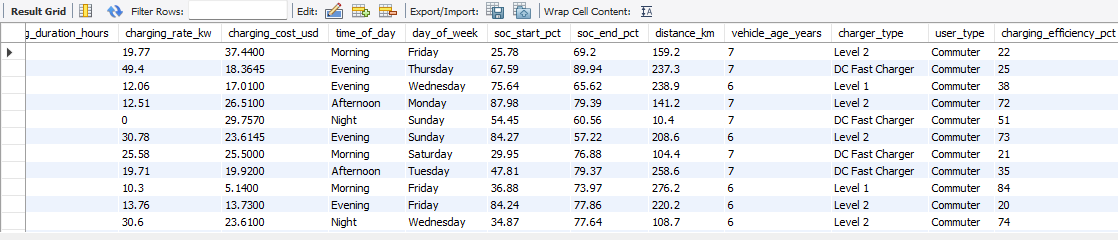 Result Grid Filter Rows: Edit: Export/Import: Wrap Cell Content: IA
g_duration_hours charging_rate_kw charging_cost_usd time_of_day day_of_week soc_start_pct soc_end_pct distance_km vehicle_age_years charger_type user_type charging_efficiency_pct
19.77 37.4400 Morning Friday 25.78 69.2 159.2 7 Level 2 Commuter 22
49.4 18.3645 Evening Thursday 67.59 89.94 237.3 7 DC Fast Charger Commuter 25
12.06 17.0100 Evening Wednesday 75.64 65.62 238.9 6 Level 1 Commuter 38
12.51 26.5100 Afternoon Monday 87.98 79.39 141.2 7 Level 2 Commuter 72
0 29.7570 Night Sunday 54.45 60.56 10.4 7 DC Fast Charger Commuter 51
30.78 23.6145 Evening Sunday 84.27 57.22 208.6 6 Level 2 Commuter 73
25.58 25.5000 Morning Saturday 29.95 76.88 104.4 7 DC Fast Charger Commuter 21
19.71 19.9200 Afternoon Tuesday 47.81 79.37 258.6 7 DC Fast Charger Commuter 35
10.3 5.1400 Morning Friday 36.88 73.97 276.2 6 Level 1 Commuter 84
13.76 13.7300 Evening Friday 84.24 77.86 220.2 6 Level 2 Commuter 20
30.6 23.6100 Night Wednesday 34.87 77.64 108.7 6 Level 2 Commuter 74